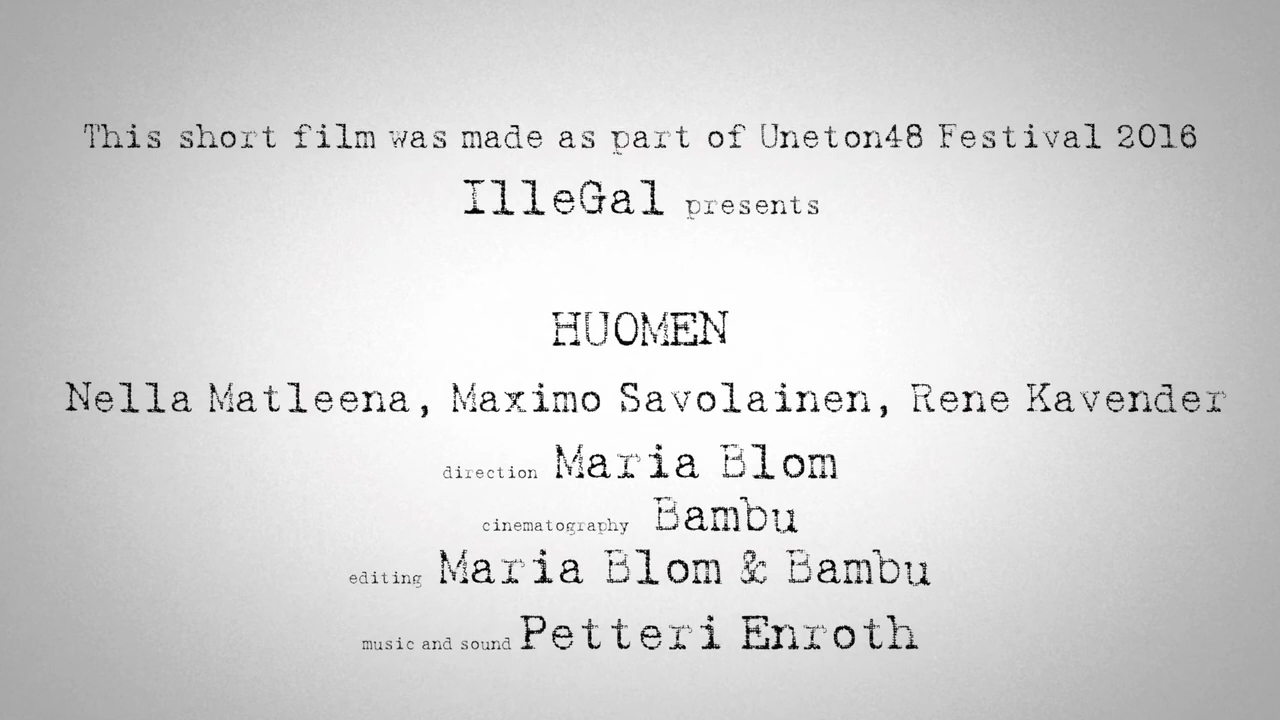 This short film was made as part of Uneton48 Festival 2016
IlleGal presents
HUOMEN
Nella Matleena, Maximo Savolainen, Rene Kavender
direction Maria Blom
cinematography Bambu
editing Maria Blom & Bambu
music and sound Petteri Enroth